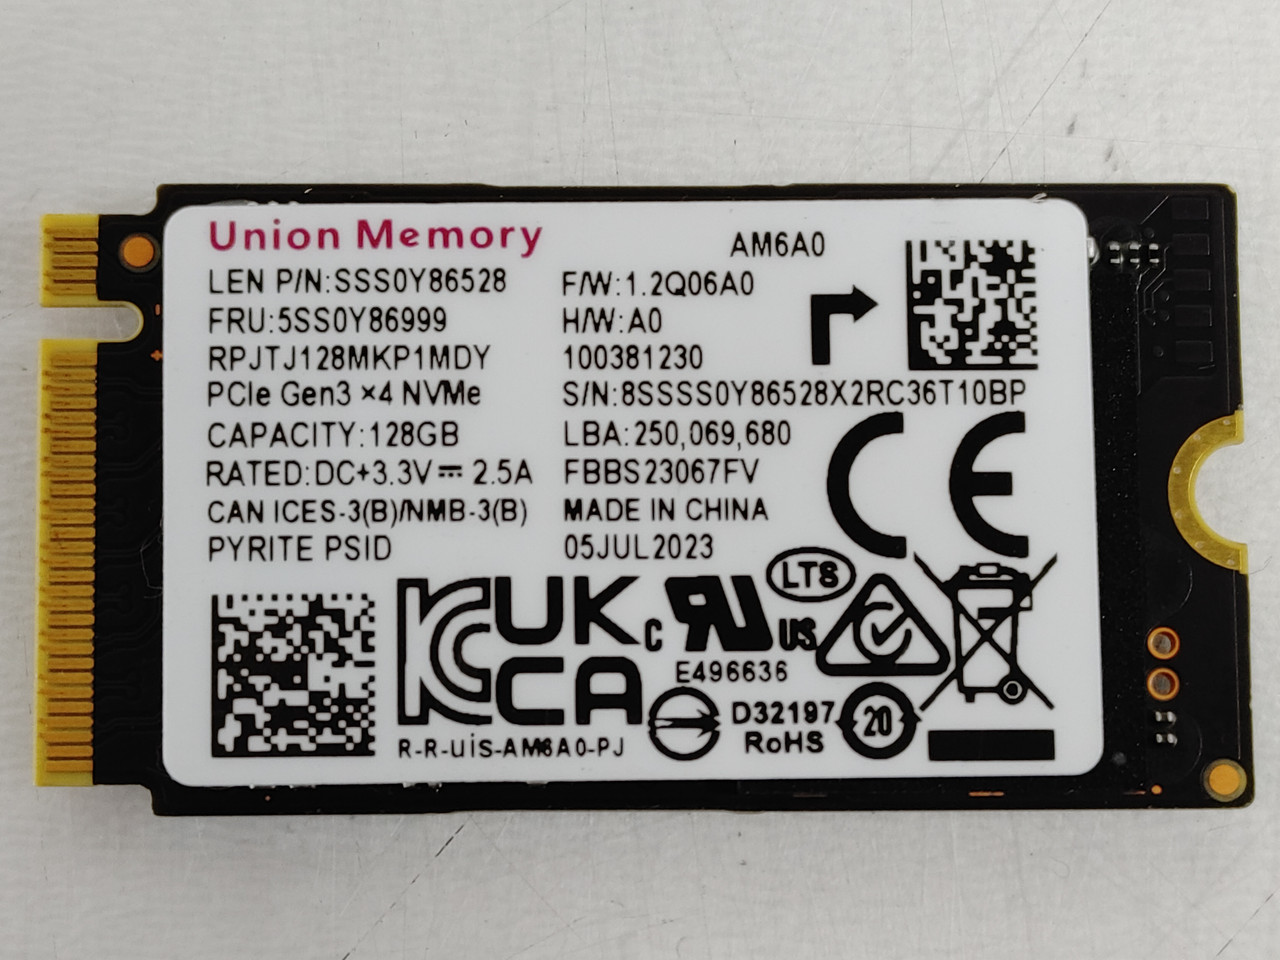 Union Memory
AM6A0
LEN P/N:SSS0Y86528
F/W:1.2Q06A0
FRU:5SS0Y86999
H/W:A0
RPJTJ128MKP1MDY
100381230
PCIe Gen3 ×4 NVMe
S/N:8SSSS0Y86528X2RC36T10BP
CAPACITY:128GB
LBA:250,069,680
RATED:DC+3.3V⎓ 2.5A
FBBS23067FV
CAN ICES-3(B)/NMB-3(B)
MADE IN CHINA
PYRITE PSID
05JUL2023
CE
LTS
UK
CA
c RU US
E496636
D32197
RoHS
20
R-R-UiS-AM6A0-PJ